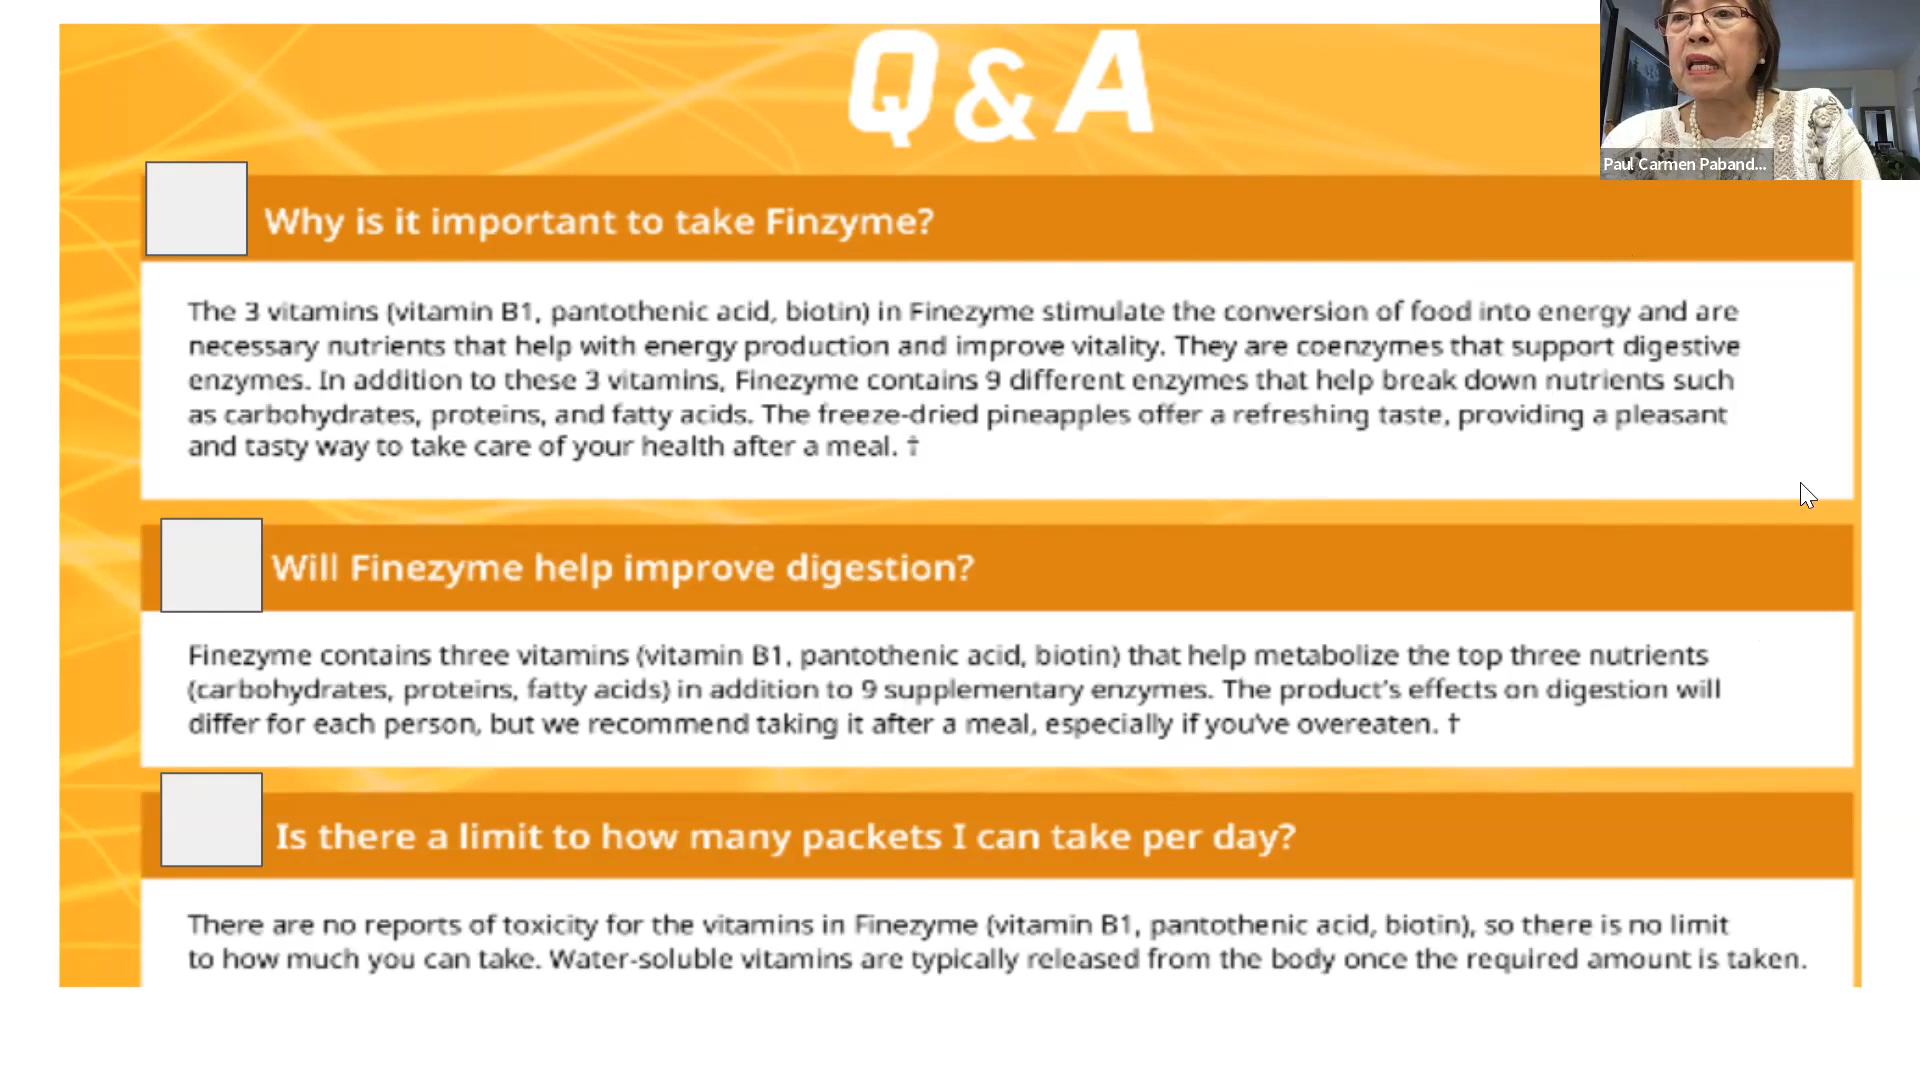 Q & A
Paul Carmen Paband...
Why is it important to take Finzyme?
The 3 vitamins (vitamin B1, pantothenic acid, biotin) in Finezyme stimulate the conversion of food into energy and are
necessary nutrients that help with energy production and improve vitality. They are coenzymes that support digestive
enzymes. In addition to these 3 vitamins, Finezyme contains 9 different enzymes that help break down nutrients such
as carbohydrates, proteins, and fatty acids. The freeze-dried pineapples offer a refreshing taste, providing a pleasant
and tasty way to take care of your health after a meal. †
Will Finezyme help improve digestion?
Finezyme contains three vitamins (vitamin B1, pantothenic acid, biotin) that help metabolize the top three nutrients
(carbohydrates, proteins, fatty acids) in addition to 9 supplementary enzymes. The product's effects on digestion will
differ for each person, but we recommend taking it after a meal, especially if you've overeaten. †
Is there a limit to how many packets I can take per day?
There are no reports of toxicity for the vitamins in Finezyme (vitamin B1, pantothenic acid, biotin), so there is no limit
to how much you can take. Water-soluble vitamins are typically released from the body once the required amount is taken.